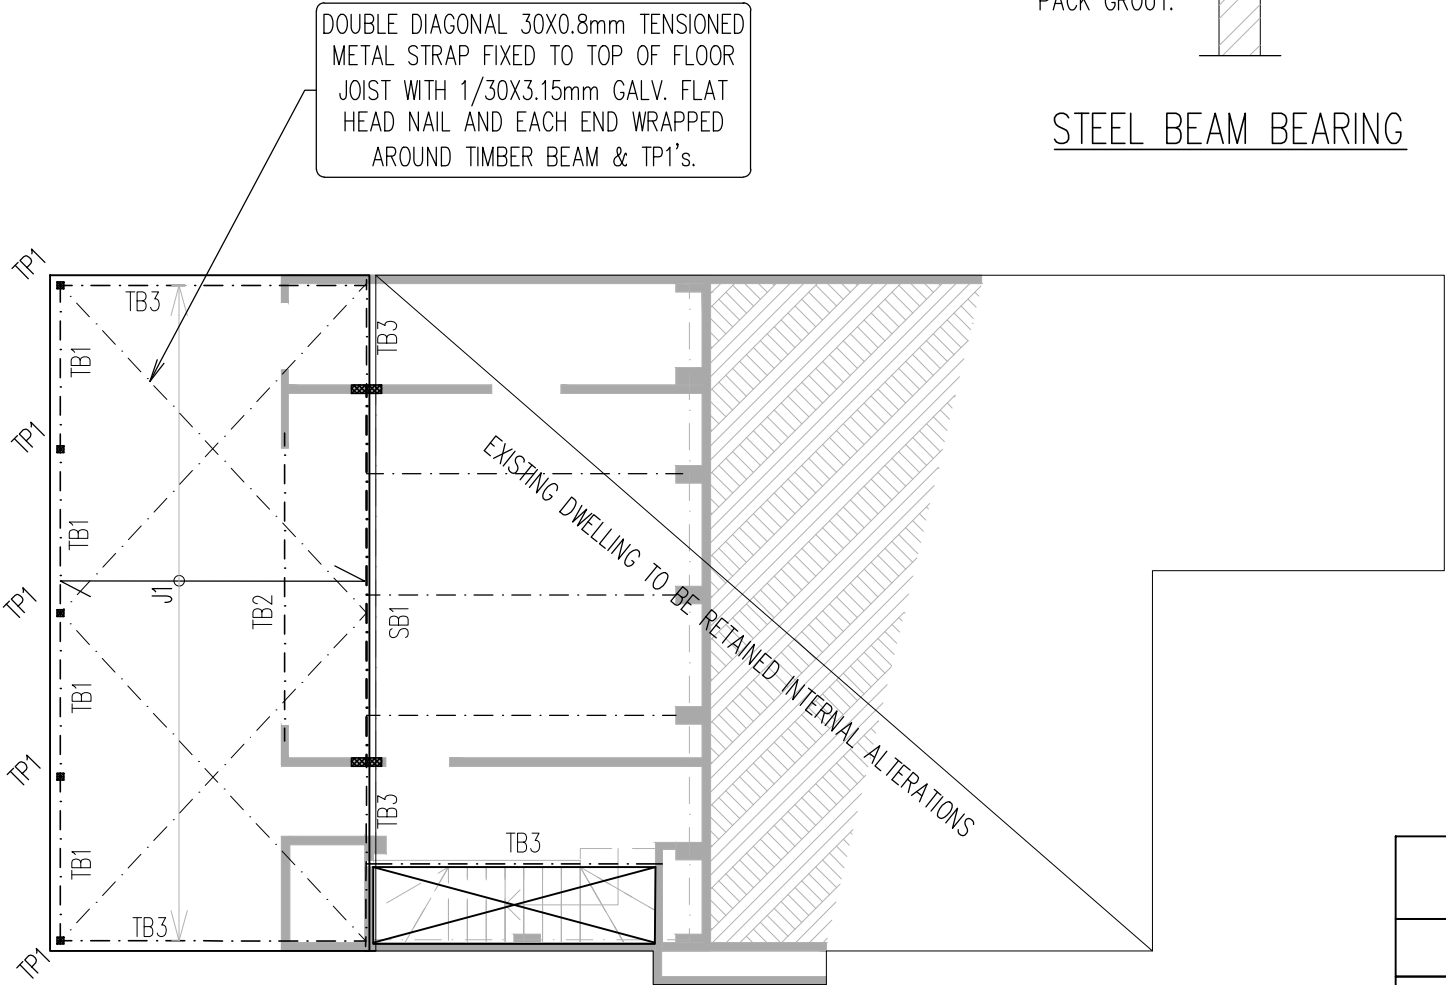 DOUBLE DIAGONAL 30X0.8mm TENSIONED
METAL STRAP FIXED TO TOP OF FLOOR
JOIST WITH 1/30X3.15mm GALV. FLAT
HEAD NAIL AND EACH END WRAPPED
AROUND TIMBER BEAM & TP1's.
PACK GROUT.
STEEL BEAM BEARING
TP1
TB3
TB3
TB1
TP1
EXISTING DWELLING TO BE RETAINED INTERNAL ALTERATIONS
TB1
TP1
J1
TB2
SB1
TB1
TP1
TB3
TB3
TB1
TB3
TP1